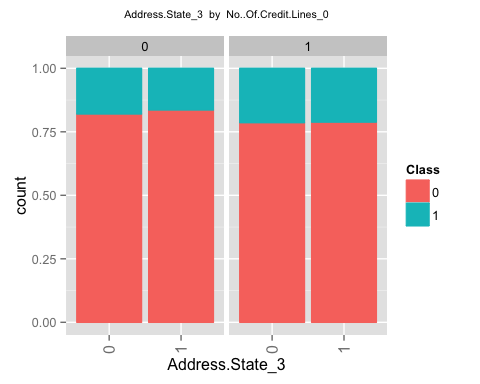 Address.State_3 by No..Of.Credit.Lines_0
0 1
1.00
0.75
0.50
0.25
0.00
count
0 1 0 1
Address.State_3
Class
0
1